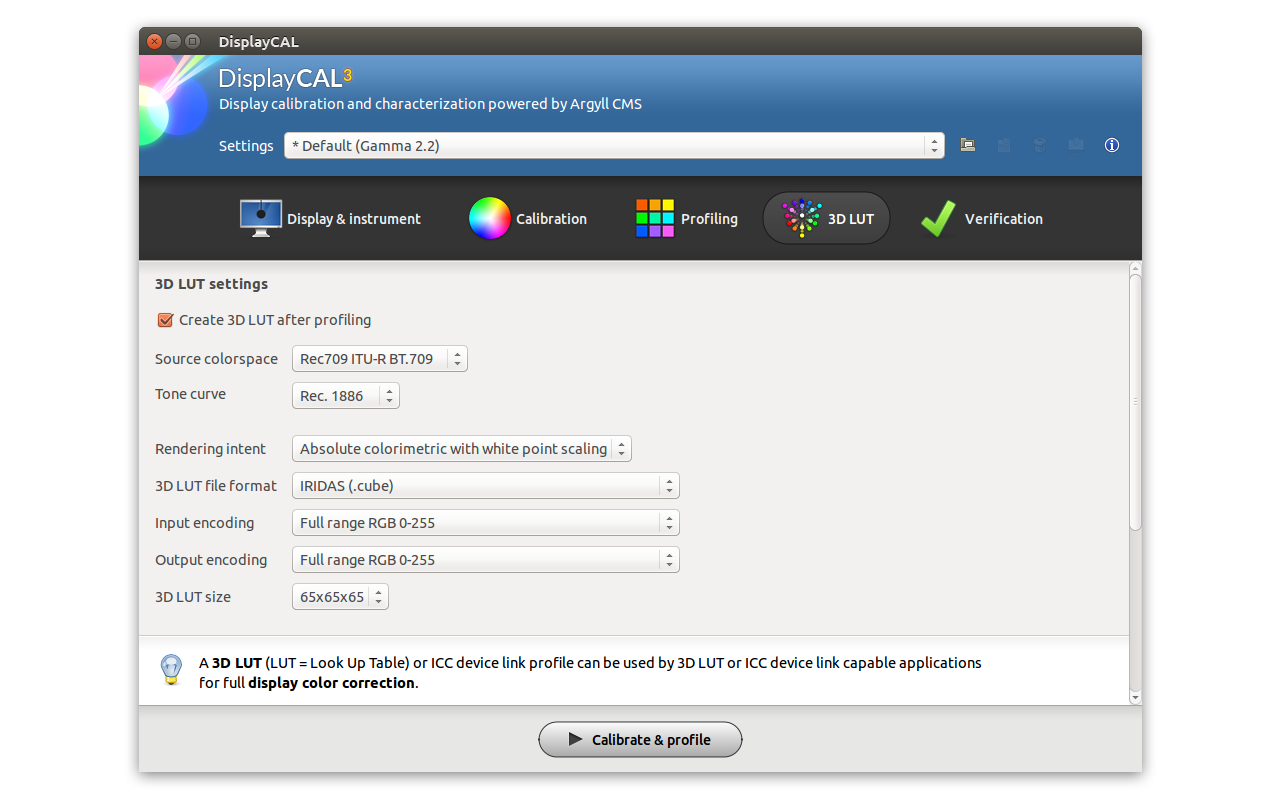 DisplayCAL
DisplayCAL3
Display calibration and characterization powered by Argyll CMS
Settings * Default (Gamma 2.2)
Display & instrument Calibration Profiling 3D LUT Verification
3D LUT settings
Create 3D LUT after profiling
Source colorspace Rec709 ITU-R BT.709
Tone curve Rec. 1886
Rendering intent Absolute colorimetric with white point scaling
3D LUT file format IRIDAS (.cube)
Input encoding Full range RGB 0-255
Output encoding Full range RGB 0-255
3D LUT size 65x65x65
A 3D LUT (LUT = Look Up Table) or ICC device link profile can be used by 3D LUT or ICC device link capable applications
for full display color correction.
Calibrate & profile